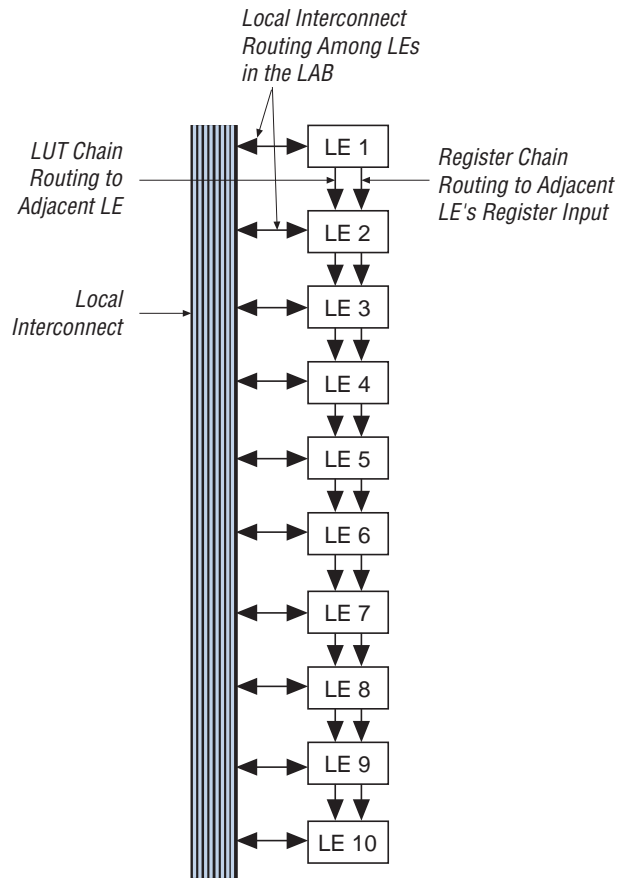 Local Interconnect
Routing Among LEs
in the LAB
LUT Chain
Routing to
Adjacent LE
LE 1
Register Chain
Routing to Adjacent
LE's Register Input
LE 2
Local
Interconnect
LE 3
LE 4
LE 5
LE 6
LE 7
LE 8
LE 9
LE 10